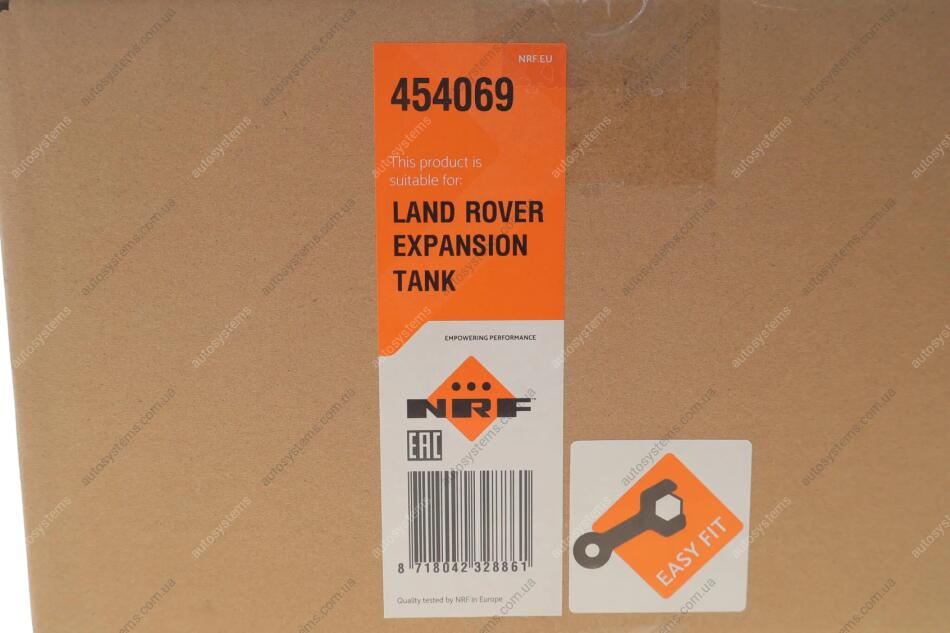 NRF.EU
454069
This product is
suitable for:
LAND ROVER
EXPANSION
TANK
EMPOWERING PERFORMANCE
NRF
EAC
8 718042 328861
Quality tested by NRF in Europe
EASY FIT
autosystems.com.ua